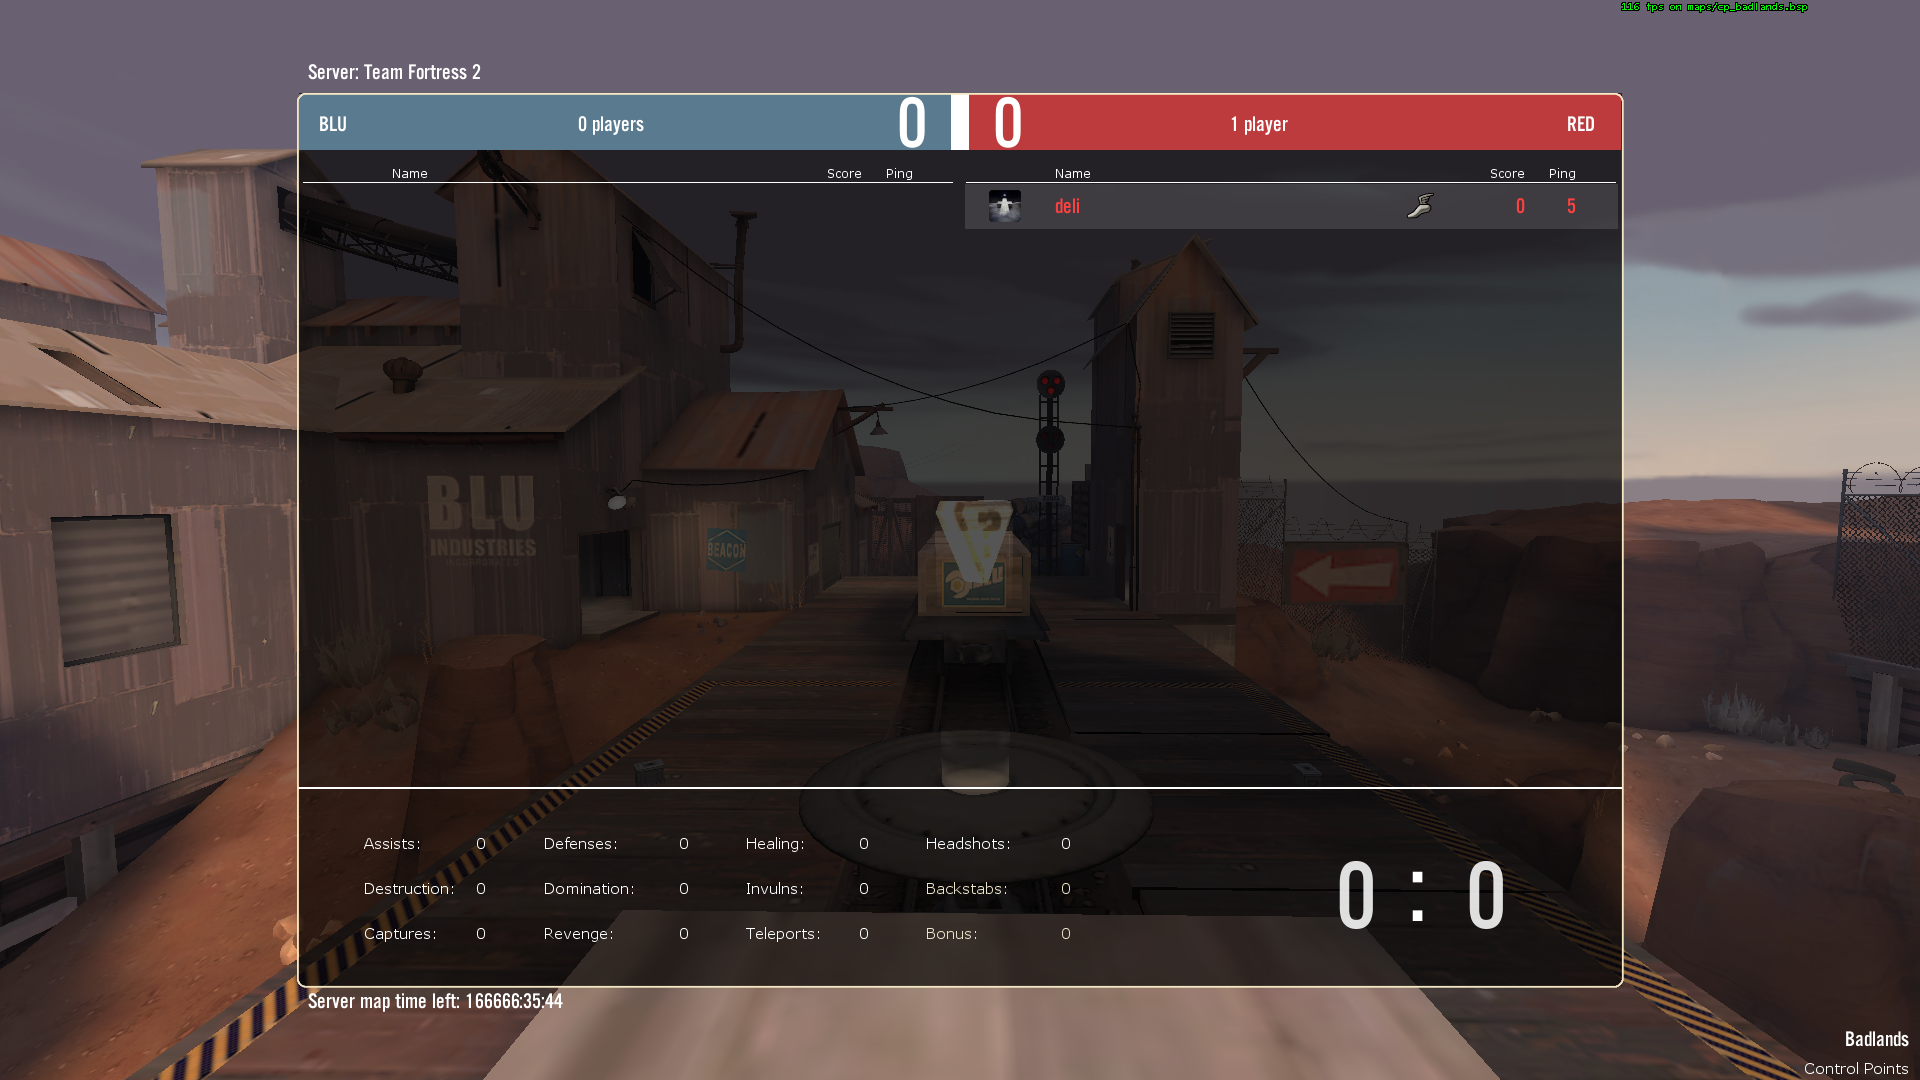 116 fps on maps/cp_badlands.bsp
Server: Team Fortress 2
BLU 0 players 0 0 1 player RED
Name Score Ping Name Score Ping
deli 0 5
BLU
INDUSTRIES
INCORPORATED
BEACON
Assists: 0 Defenses: 0 Healing: 0 Headshots: 0
Destruction: 0 Domination: 0 Invulns: 0 Backstabs: 0
Captures: 0 Revenge: 0 Teleports: 0 Bonus: 0
0 : 0
Server map time left: 166666:35:44
Badlands
Control Points